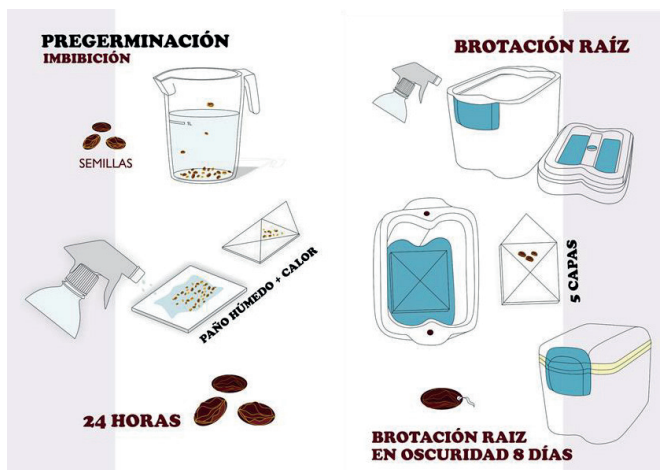 PREGERMINACIÓN
IMBIBICIÓN
SEMILLAS
PAÑO HÚMEDO + CALOR
24 HORAS
BROTACIÓN RAÍZ
5 CAPAS
BROTACIÓN RAIZ
EN OSCURIDAD 8 DÍAS